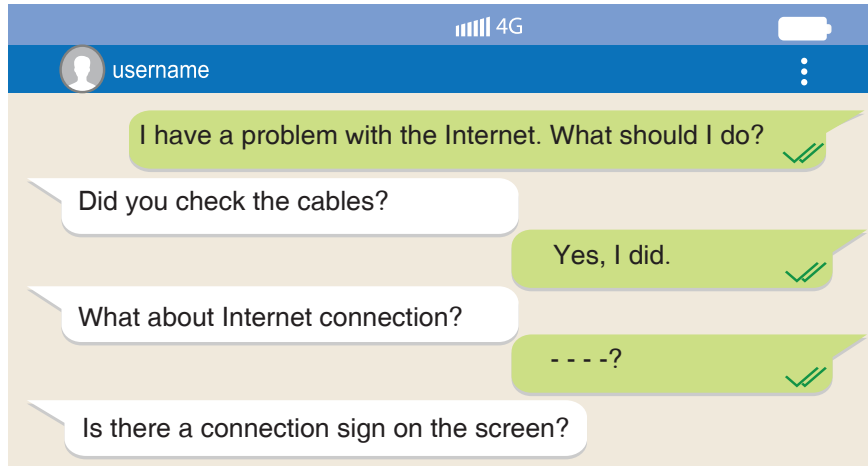 4G
username
I have a problem with the Internet. What should I do?
Did you check the cables?
Yes, I did.
What about Internet connection?
- - - -?
Is there a connection sign on the screen?